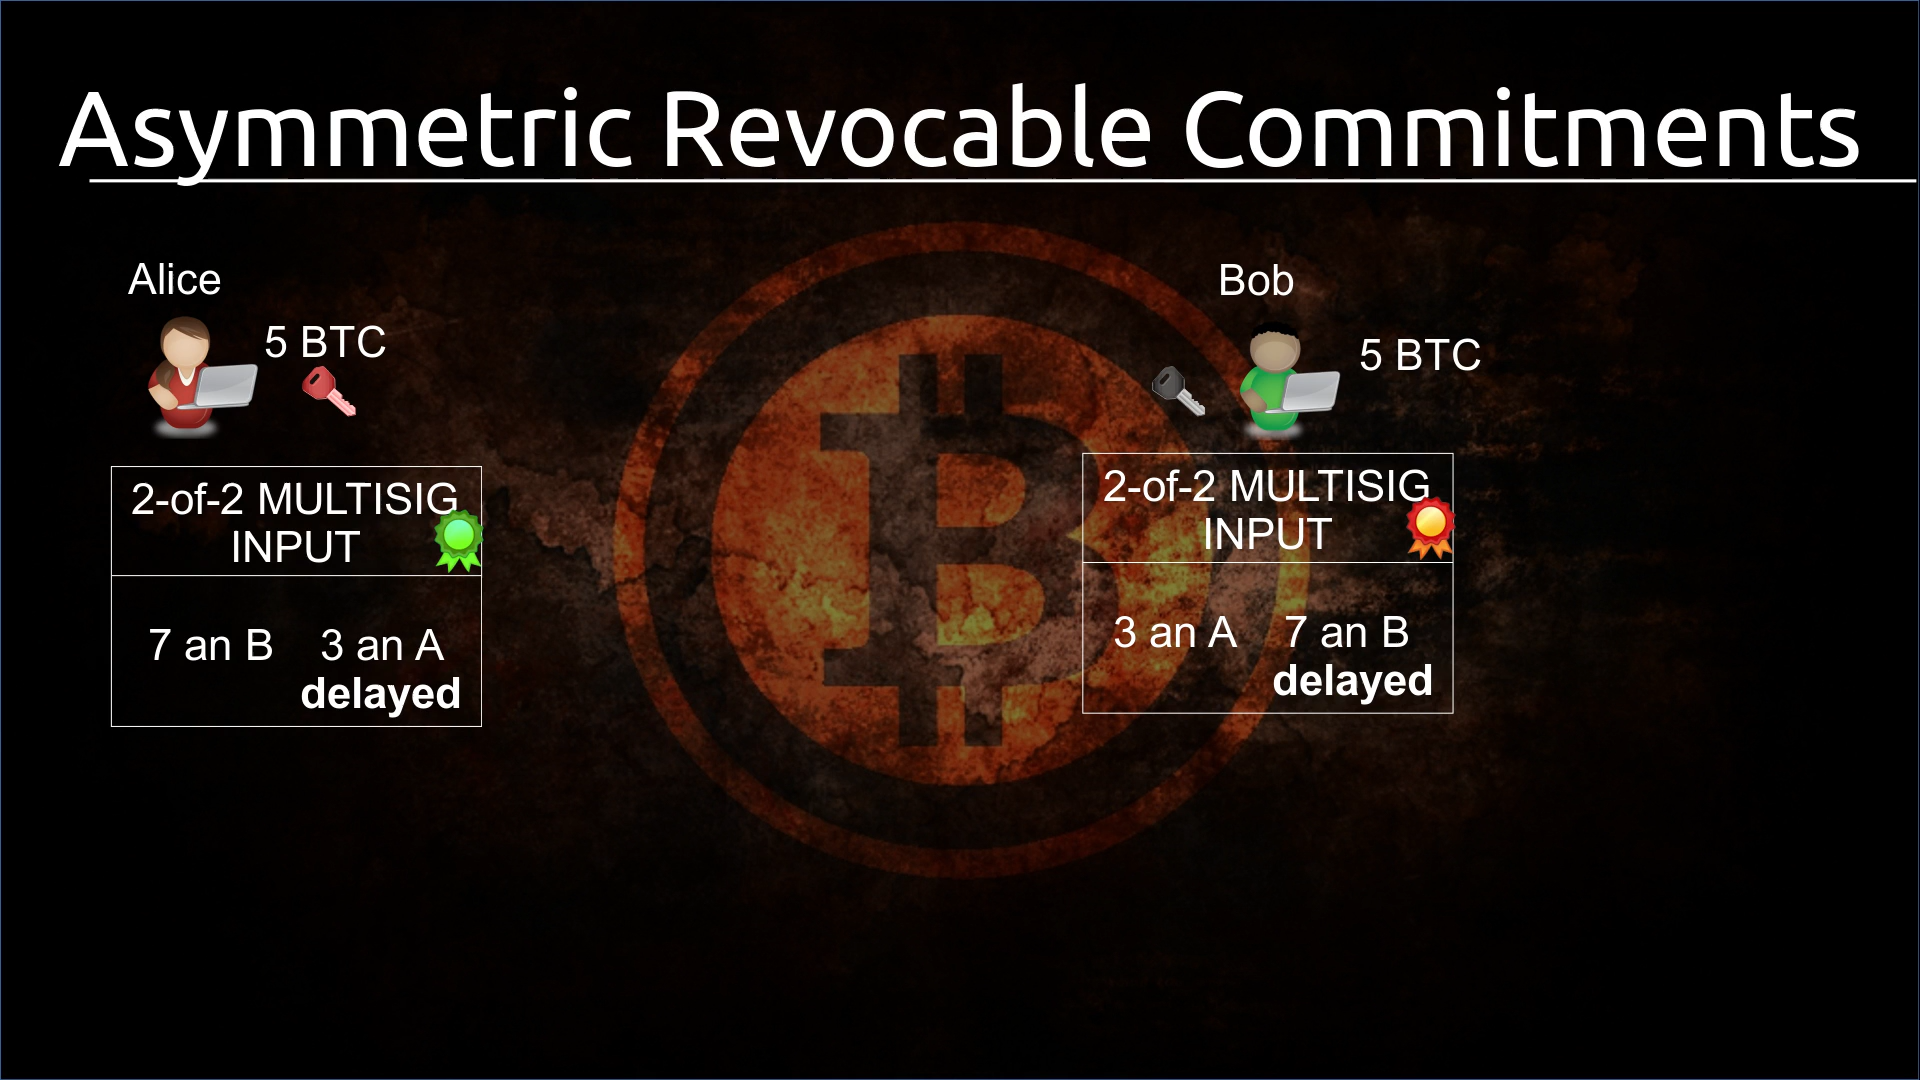 Asymmetric Revocable Commitments
Alice
5 BTC
2-of-2 MULTISIG
INPUT
7 an B
3 an A
delayed
Bob
5 BTC
2-of-2 MULTISIG
INPUT
3 an A
7 an B
delayed